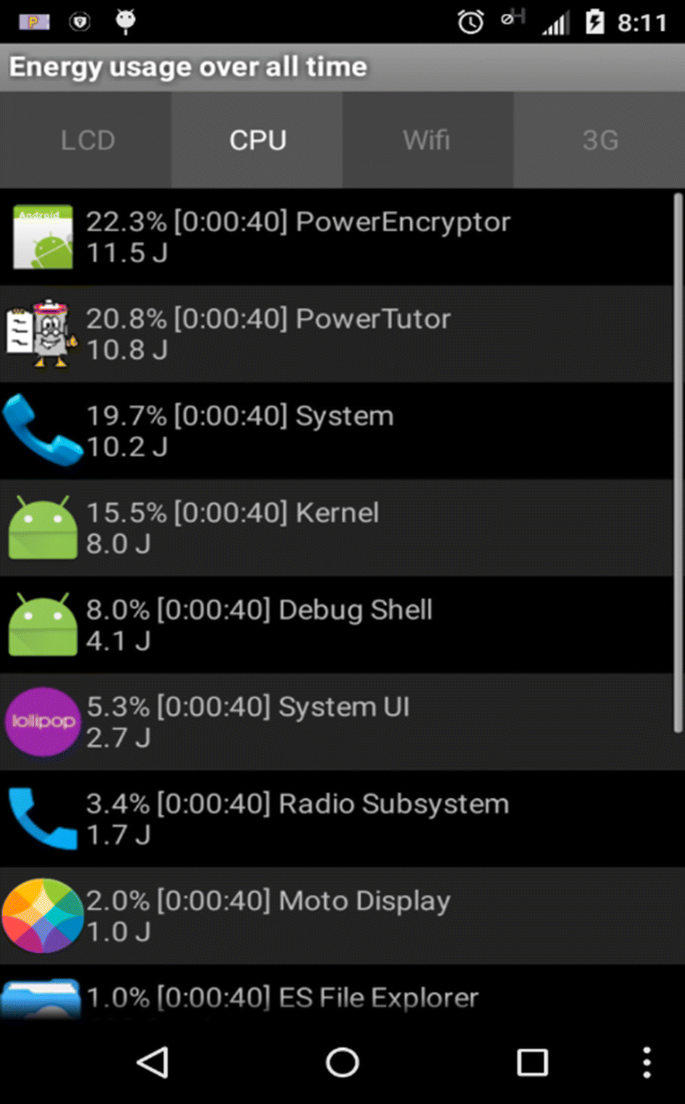 P
H
8:11
Energy usage over all time
LCD
CPU
Wifi
3G
Android
22.3% [0:00:40] PowerEncryptor
11.5 J
20.8% [0:00:40] PowerTutor
10.8 J
19.7% [0:00:40] System
10.2 J
15.5% [0:00:40] Kernel
8.0 J
8.0% [0:00:40] Debug Shell
4.1 J
lollipop
5.3% [0:00:40] System UI
2.7 J
3.4% [0:00:40] Radio Subsystem
1.7 J
2.0% [0:00:40] Moto Display
1.0 J
1.0% [0:00:40] ES File Explorer